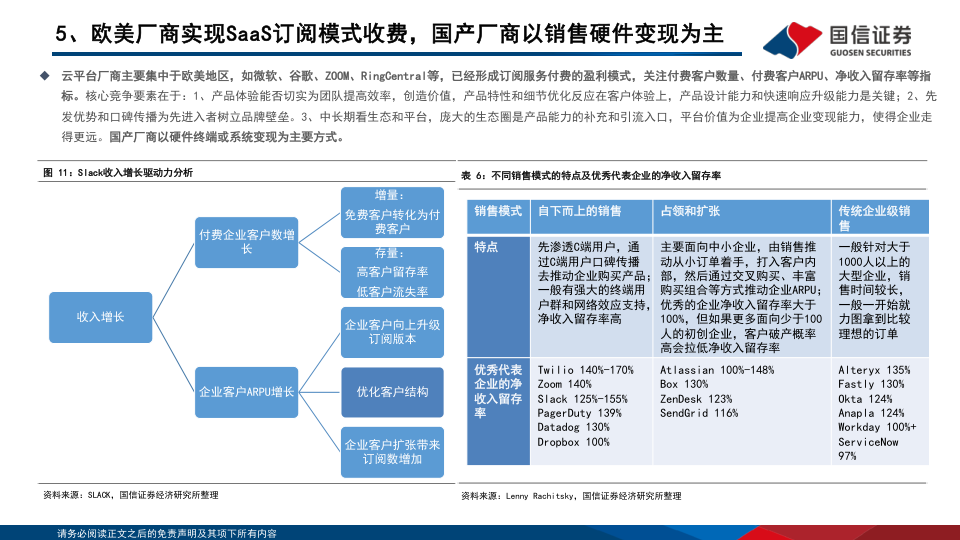 5、欧美厂商实现SaaS订阅模式收费，国产厂商以销售硬件变现为主
国信证券
GUOSEN SECURITIES
◆ 云平台厂商主要集中于欧美地区，如微软、谷歌、ZOOM、RingCentral等，已经形成订阅服务付费的盈利模式，关注付费客户数量、付费客户ARPU、净收入留存率等指
标。核心竞争要素在于：1、产品体验能否切实为团队提高效率，创造价值，产品特性和细节优化反应在客户体验上，产品设计能力和快速响应升级能力是关键；2、先
发优势和口碑传播为先进入者树立品牌壁垒。3、中长期看生态和平台，庞大的生态圈是产品能力的补充和引流入口，平台价值为企业提高企业变现能力，使得企业走
得更远。国产厂商以硬件终端或系统变现为主要方式。
图 11：Slack收入增长驱动力分析
收入增长
付费企业客户数增
长
增量：
免费客户转化为付
费客户
存量：
高客户留存率
低客户流失率
企业客户ARPU增长
企业客户向上升级
订阅版本
优化客户结构
企业客户扩张带来
订阅数增加
资料来源：SLACK，国信证券经济研究所整理
表 6：不同销售模式的特点及优秀代表企业的净收入留存率
销售模式
自下而上的销售
占领和扩张
传统企业级销
售
特点
先渗透C端用户，通
过C端用户口碑传播
去推动企业购买产品；
一般有强大的终端用
户群和网络效应支持，
净收入留存率高
主要面向中小企业，由销售推
动从小订单着手，打入客户内
部，然后通过交叉购买、丰富
购买组合等方式推动企业ARPU；
优秀的企业净收入留存率大于
100%，但如果更多面向少于100
人的初创企业，客户破产概率
高会拉低净收入留存率
一般针对大于
1000人以上的
大型企业，销
售时间较长，
一般一开始就
力图拿到比较
理想的订单
优秀代表
企业的净
收入留存
率
Twilio 140%-170%
Zoom 140%
Slack 125%-155%
PagerDuty 139%
Datadog 130%
Dropbox 100%
Atlassian 100%-148%
Box 130%
ZenDesk 123%
SendGrid 116%
Alteryx 135%
Fastly 130%
Okta 124%
Anapla 124%
Workday 100%+
ServiceNow
97%
资料来源：Lenny Rachitsky，国信证券经济研究所整理
请务必阅读正文之后的免责声明及其项下所有内容